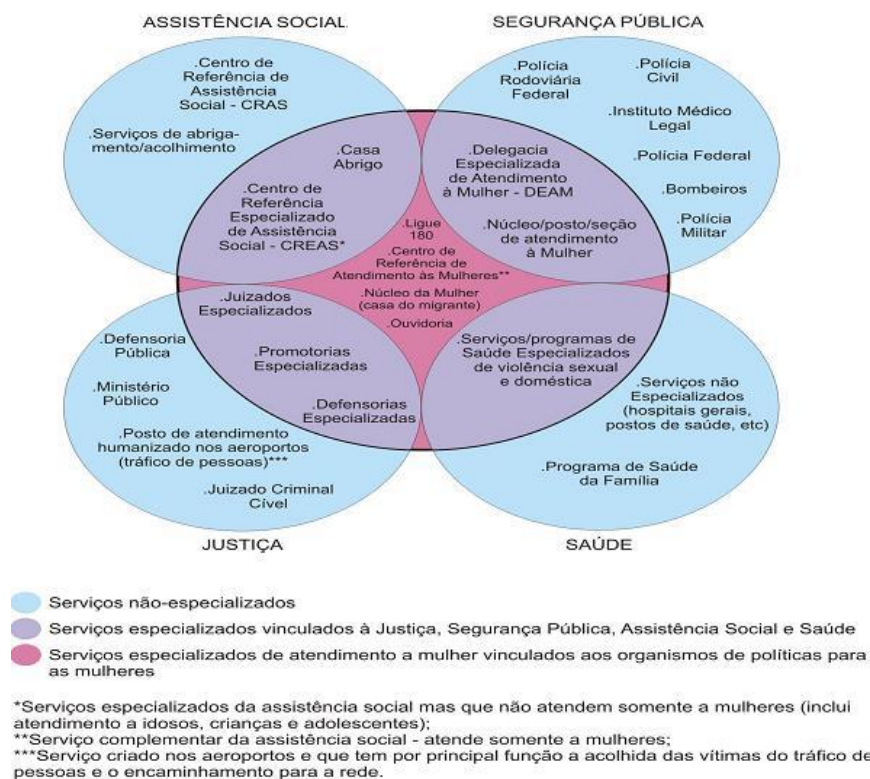 ASSISTÊNCIA SOCIAL
SEGURANÇA PÚBLICA
.Centro de
Referência de
Assistência
Social - CRAS
.Serviços de abriga-
mento/acolhimento
.Casa
Abrigo
.Centro de
Referência
Especializado
de Assistência
Social - CREAS*
.Polícia
Rodoviária
Federal
.Polícia
Civil
.Instituto Médico
Legal
.Polícia Federal
.Bombeiros
.Polícia
Militar
.Delegacia
Especializada
de Atendimento
à Mulher - DEAM
.Núcleo/posto/seção
de atendimento
à Mulher
.Ligue
180
.Centro de
Referência de
Atendimento às Mulheres**
.Núcleo da Mulher
(casa do migrante)
.Ouvidoria
.Juizados
Especializados
.Promotorias
Especializadas
.Defensorias
Especializadas
.Defensoria
Pública
.Ministério
Público
.Posto de atendimento
humanizado nos aeroportos
(tráfico de pessoas)***
.Juizado Criminal
Cível
.Serviços/programas de
Saúde Especializados
de violência sexual
e doméstica
.Serviços não
Especializados
(hospitais gerais,
postos de saúde, etc)
.Programa de Saúde
da Família
JUSTIÇA
SAÚDE
Serviços não-especializados
Serviços especializados vinculados à Justiça, Segurança Pública, Assistência Social e Saúde
Serviços especializados de atendimento a mulher vinculados aos organismos de políticas para
as mulheres
*Serviços especializados da assistência social mas que não atendem somente a mulheres (inclui
atendimento a idosos, crianças e adolescentes);
**Serviço complementar da assistência social - atende somente a mulheres;
***Serviço criado nos aeroportos e que tem por principal função a acolhida das vítimas do tráfico de
pessoas e o encaminhamento para a rede.